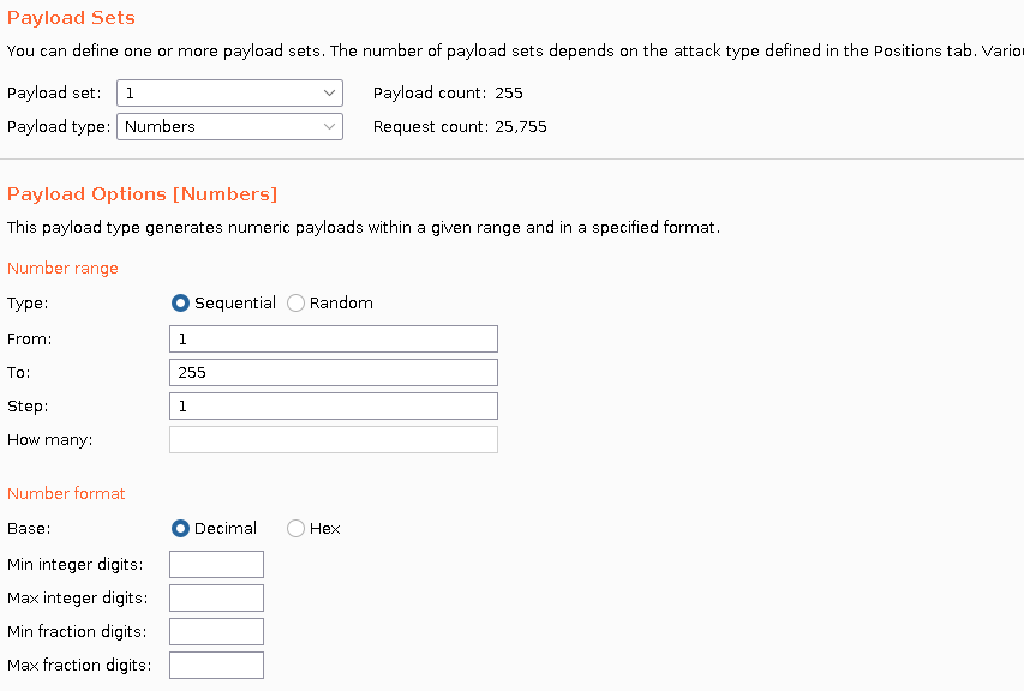 Payload Sets
You can define one or more payload sets. The number of payload sets depends on the attack type defined in the Positions tab. Variou
Payload set: 1 Payload count: 255
Payload type: Numbers Request count: 25,755
Payload Options [Numbers]
This payload type generates numeric payloads within a given range and in a specified format.
Number range
Type: Sequential Random
From: 1
To: 255
Step: 1
How many:
Number format
Base: Decimal Hex
Min integer digits:
Max integer digits:
Min fraction digits:
Max fraction digits: